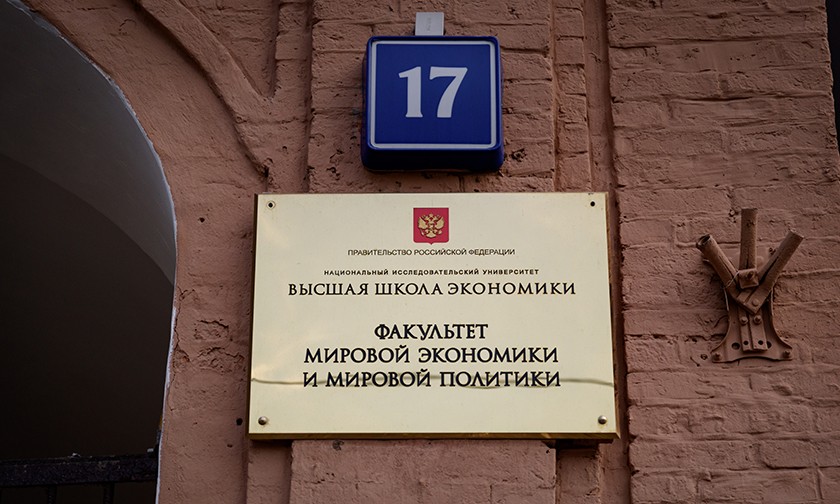 17
ПРАВИТЕЛЬСТВО РОССИЙСКОЙ ФЕДЕРАЦИИ
НАЦИОНАЛЬНЫЙ ИССЛЕДОВАТЕЛЬСКИЙ УНИВЕРСИТЕТ
ВЫСШАЯ ШКОЛА ЭКОНОМИКИ
ФАКУЛЬТЕТ
МИРОВОЙ ЭКОНОМИКИ
И МИРОВОЙ ПОЛИТИКИ